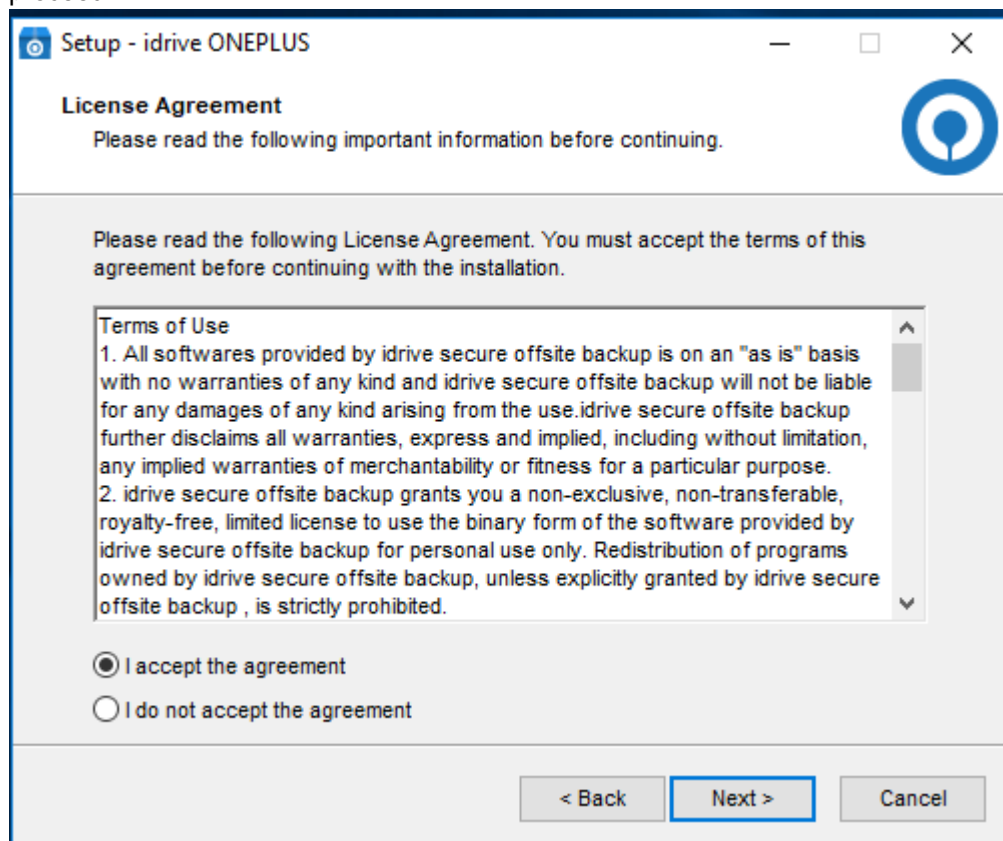 Setup - idrive ONEPLUS
License Agreement
Please read the following important information before continuing.
Please read the following License Agreement. You must accept the terms of this
agreement before continuing with the installation.
Terms of Use
1. All softwares provided by idrive secure offsite backup is on an "as is" basis
with no warranties of any kind and idrive secure offsite backup will not be liable
for any damages of any kind arising from the use.idrive secure offsite backup
further disclaims all warranties, express and implied, including without limitation,
any implied warranties of merchantability or fitness for a particular purpose.
2. idrive secure offsite backup grants you a non-exclusive, non-transferable,
royalty-free, limited license to use the binary form of the software provided by
idrive secure offsite backup for personal use only. Redistribution of programs
owned by idrive secure offsite backup, unless explicitly granted by idrive secure
offsite backup , is strictly prohibited.
I accept the agreement
I do not accept the agreement
< Back Next > Cancel